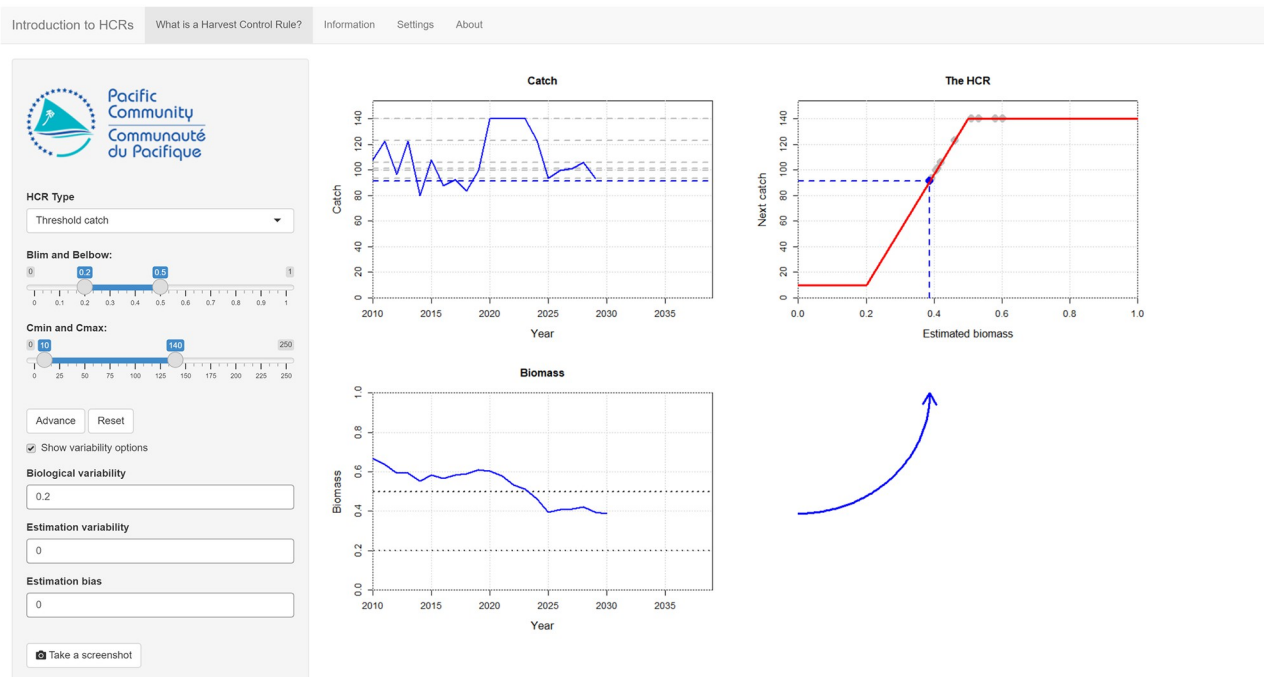 Introduction to HCRs What is a Harvest Control Rule? Information Settings About
Pacific
Community
Communauté
du Pacifique
HCR Type
Threshold catch
Blim and Belbow:
0 0.2 0.5 1
0 0.1 0.2 0.3 0.4 0.5 0.6 0.7 0.8 0.9 1
Cmin and Cmax:
0 10 140 250
0 25 50 75 100 125 150 175 200 225 250
Advance Reset
Show variability options
Biological variability
0.2
Estimation variability
0
Estimation bias
0
Take a screenshot
Catch
Catch
0 20 40 60 80 100 120 140
2010 2015 2020 2025 2030 2035
Year
The HCR
Next catch
0 20 40 60 80 100 120 140
0.0 0.2 0.4 0.6 0.8 1.0
Estimated biomass
Biomass
Biomass
0.0 0.2 0.4 0.6 0.8 1.0
2010 2015 2020 2025 2030 2035
Year